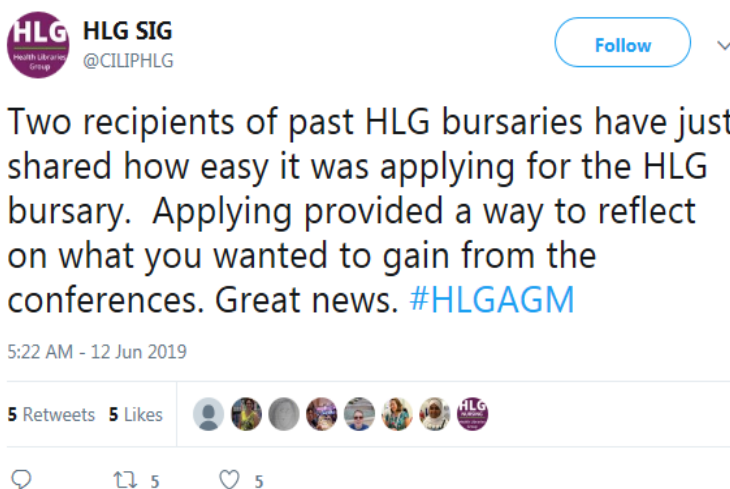 HLG
Health Libraries
Group
HLG SIG
@CILIPHLG
Follow
Two recipients of past HLG bursaries have just
shared how easy it was applying for the HLG
bursary.  Applying provided a way to reflect
on what you wanted to gain from the
conferences. Great news. #HLGAGM
5:22 AM - 12 Jun 2019
5 Retweets 5 Likes
HLG
5
5